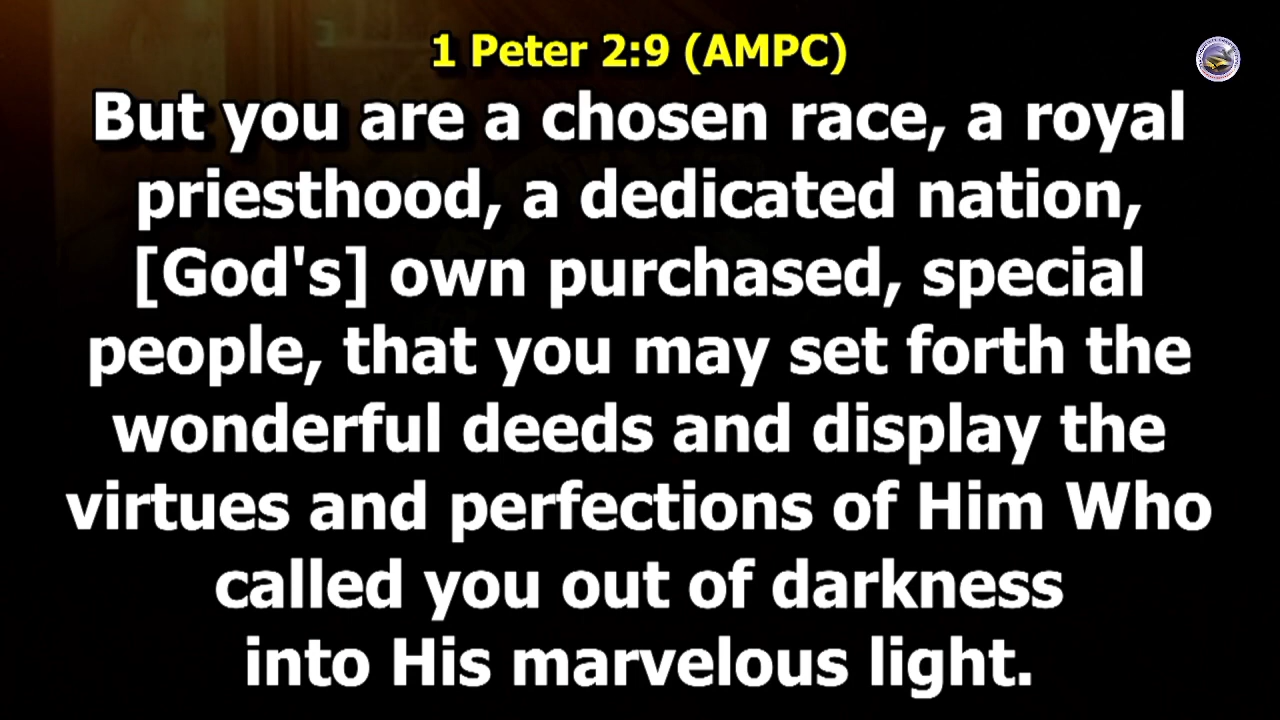 1 Peter 2:9 (AMPC)
But you are a chosen race, a royal
priesthood, a dedicated nation,
[God's] own purchased, special
people, that you may set forth the
wonderful deeds and display the
virtues and perfections of Him Who
called you out of darkness
into His marvelous light.